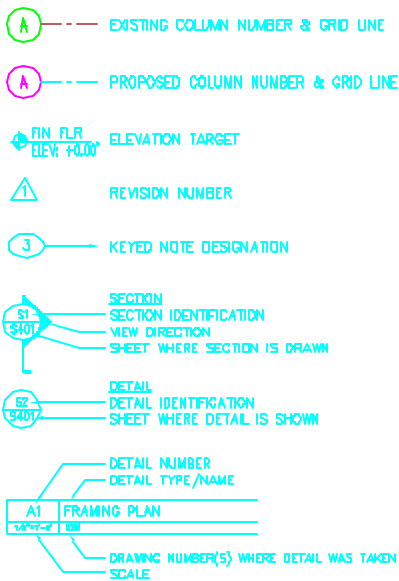 A EXISTING COLUMN NUMBER & GRID LINE
A PROPOSED COLUMN NUMBER & GRID LINE
FIN FLR
ELEV: +0.00'
ELEVATION TARGET
1 REVISION NUMBER
3 KEYED NOTE DESIGNATION
SECTION
S1 SECTION IDENTIFICATION
VIEW DIRECTION
S401 SHEET WHERE SECTION IS DRAWN
DETAIL
S2 DETAIL IDENTIFICATION
S401 SHEET WHERE DETAIL IS SHOWN
DETAIL NUMBER
DETAIL TYPE/NAME
A1 FRAMING PLAN
DRAWING NUMBER(S) WHERE DETAIL WAS TAKEN
SCALE